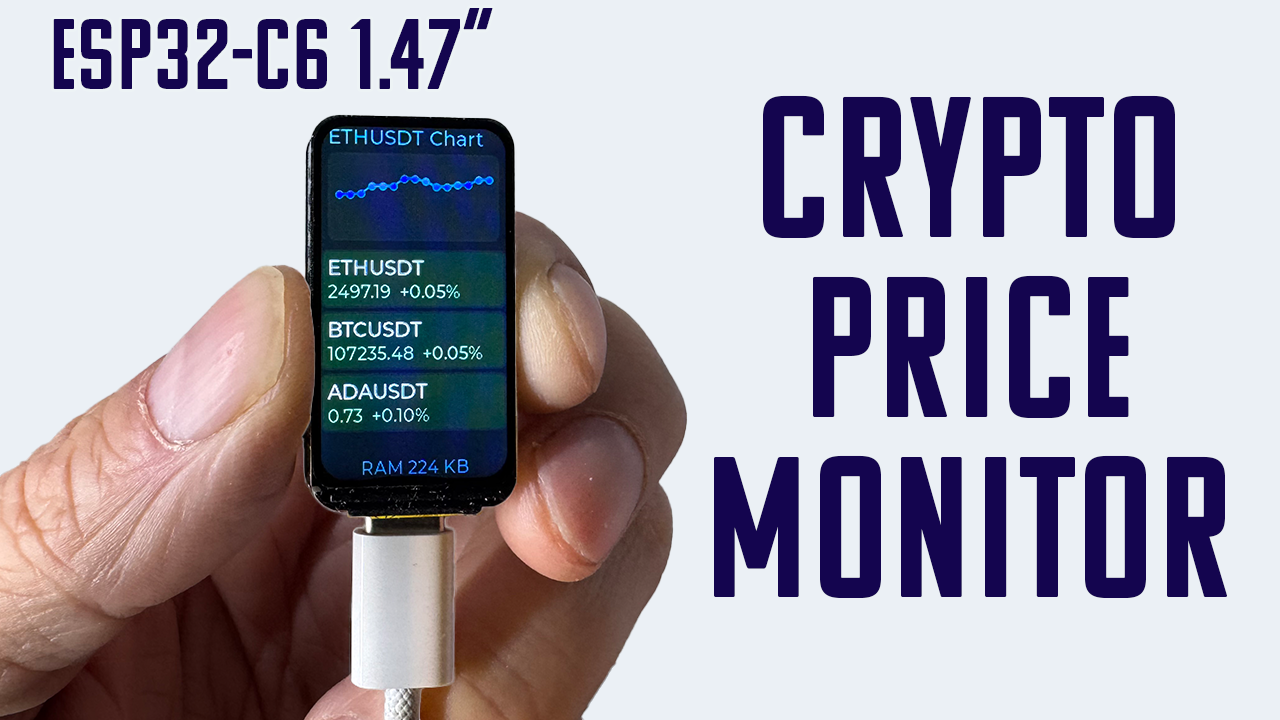 ESP32-C6 1.47"
CRYPTO
PRICE
MONITOR
ETHUSDT Chart
ETHUSDT
2497.19 +0.05%
BTCUSDT
107235.48 +0.05%
ADAUSDT
0.73 +0.10%
RAM 224 KB